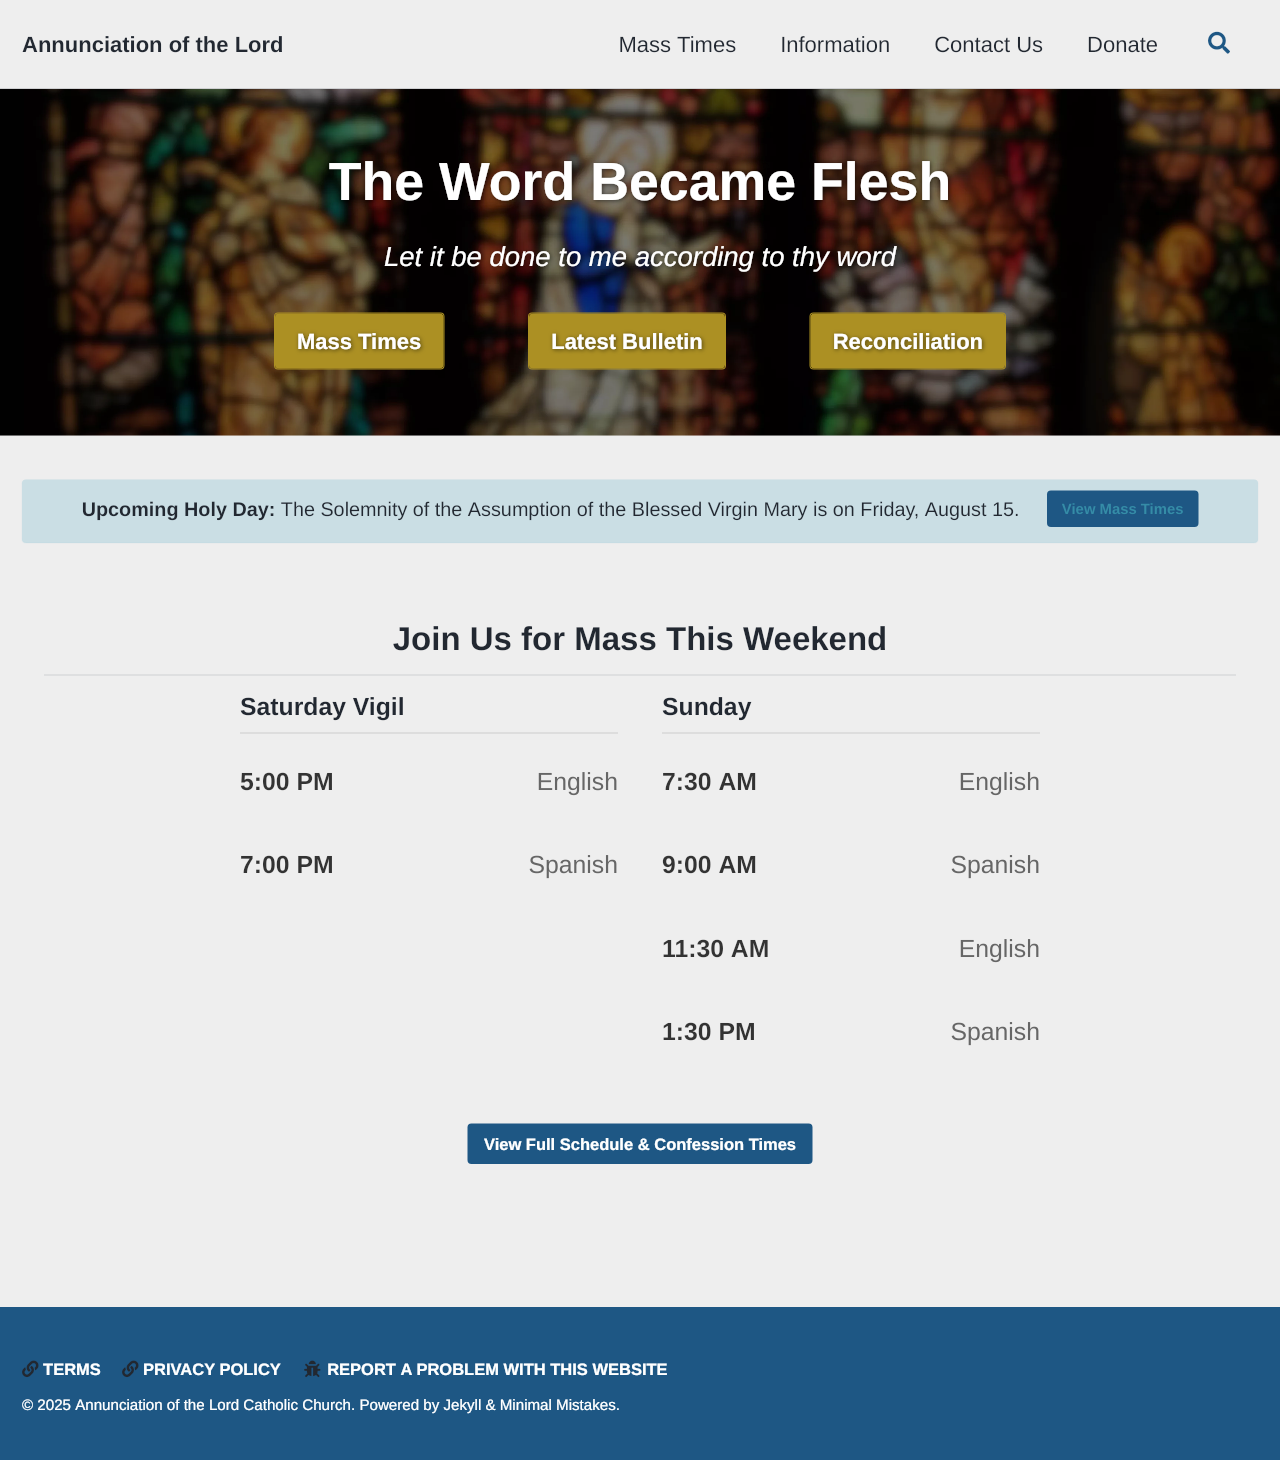 Annunciation of the Lord
Mass Times
Information
Contact Us
Donate
The Word Became Flesh
Let it be done to me according to thy word
Mass Times
Latest Bulletin
Reconciliation
Upcoming Holy Day: The Solemnity of the Assumption of the Blessed Virgin Mary is on Friday, August 15.
View Mass Times
Join Us for Mass This Weekend
Saturday Vigil
5:00 PM English
7:00 PM Spanish
Sunday
7:30 AM English
9:00 AM Spanish
11:30 AM English
1:30 PM Spanish
View Full Schedule & Confession Times
TERMS
PRIVACY POLICY
REPORT A PROBLEM WITH THIS WEBSITE
© 2025 Annunciation of the Lord Catholic Church. Powered by Jekyll & Minimal Mistakes.